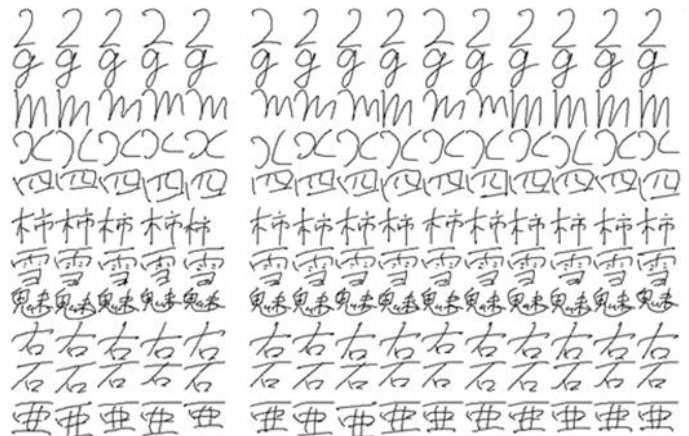 2 2 2 2 2 2 2 2 2 2 2 2 2 2 2
g g g g g g g g g g g g g g g
m m m m m m m m m m m m m m m
x x x x x x x x x x x x x x x
四 四 四 四 四 四 四 四 四 四 四 四 四 四 四
柿 柿 柿 柿 柿 柿 柿 柿 柿 柿 柿 柿 柿 柿 柿
雪 雪 雪 雪 雪 雪 雪 雪 雪 雪 雪 雪 雪 雪 雪
魅 魅 魅 魅 魅 魅 魅 魅 魅 魅 魅 魅 魅 魅 魅
右 右 右 右 右 右 右 右 右 右 右 右 右 右 右
石 石 石 石 石 石 石 石 石 石 石 石 石 石 石
亜 亜 亜 亜 亜 亜 亜 亜 亜 亜 亜 亜 亜 亜 亜